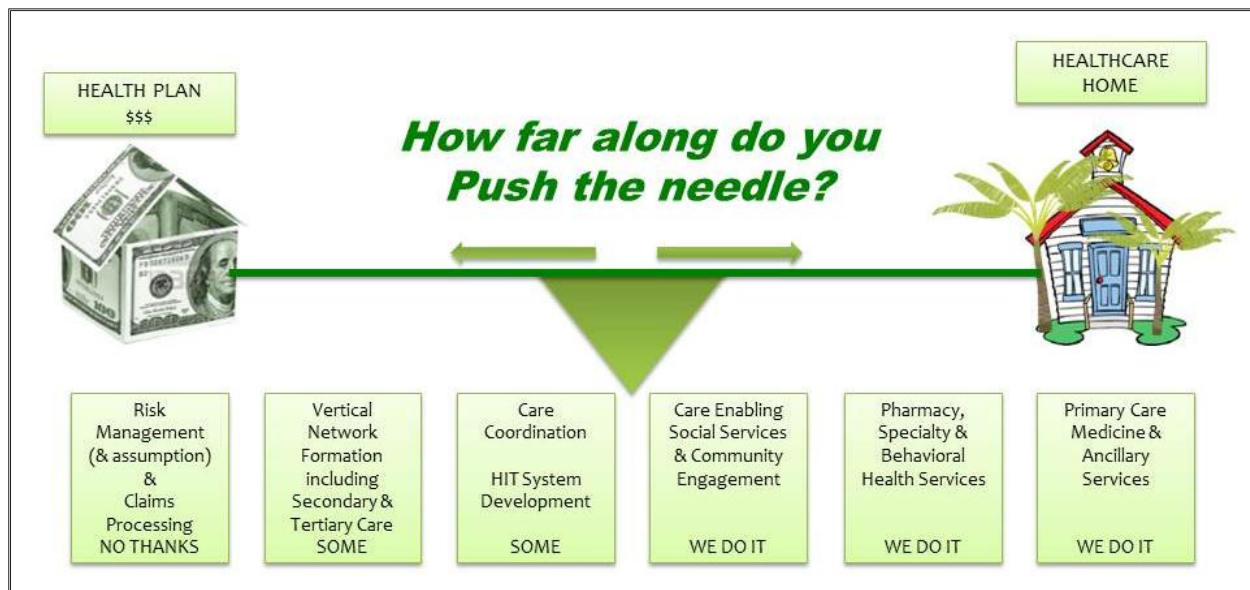 HEALTH PLAN
$$$
HEALTHCARE
HOME
How far along do you
Push the needle?
Risk
Management
(& assumption)
&
Claims
Processing
NO THANKS
Vertical
Network
Formation
including
Secondary &
Tertiary Care
SOME
Care
Coordination
HIT System
Development
SOME
Care Enabling
Social Services
& Community
Engagement
WE DO IT
Pharmacy,
Specialty &
Behavioral
Health Services
WE DO IT
Primary Care
Medicine &
Ancillary
Services
WE DO IT